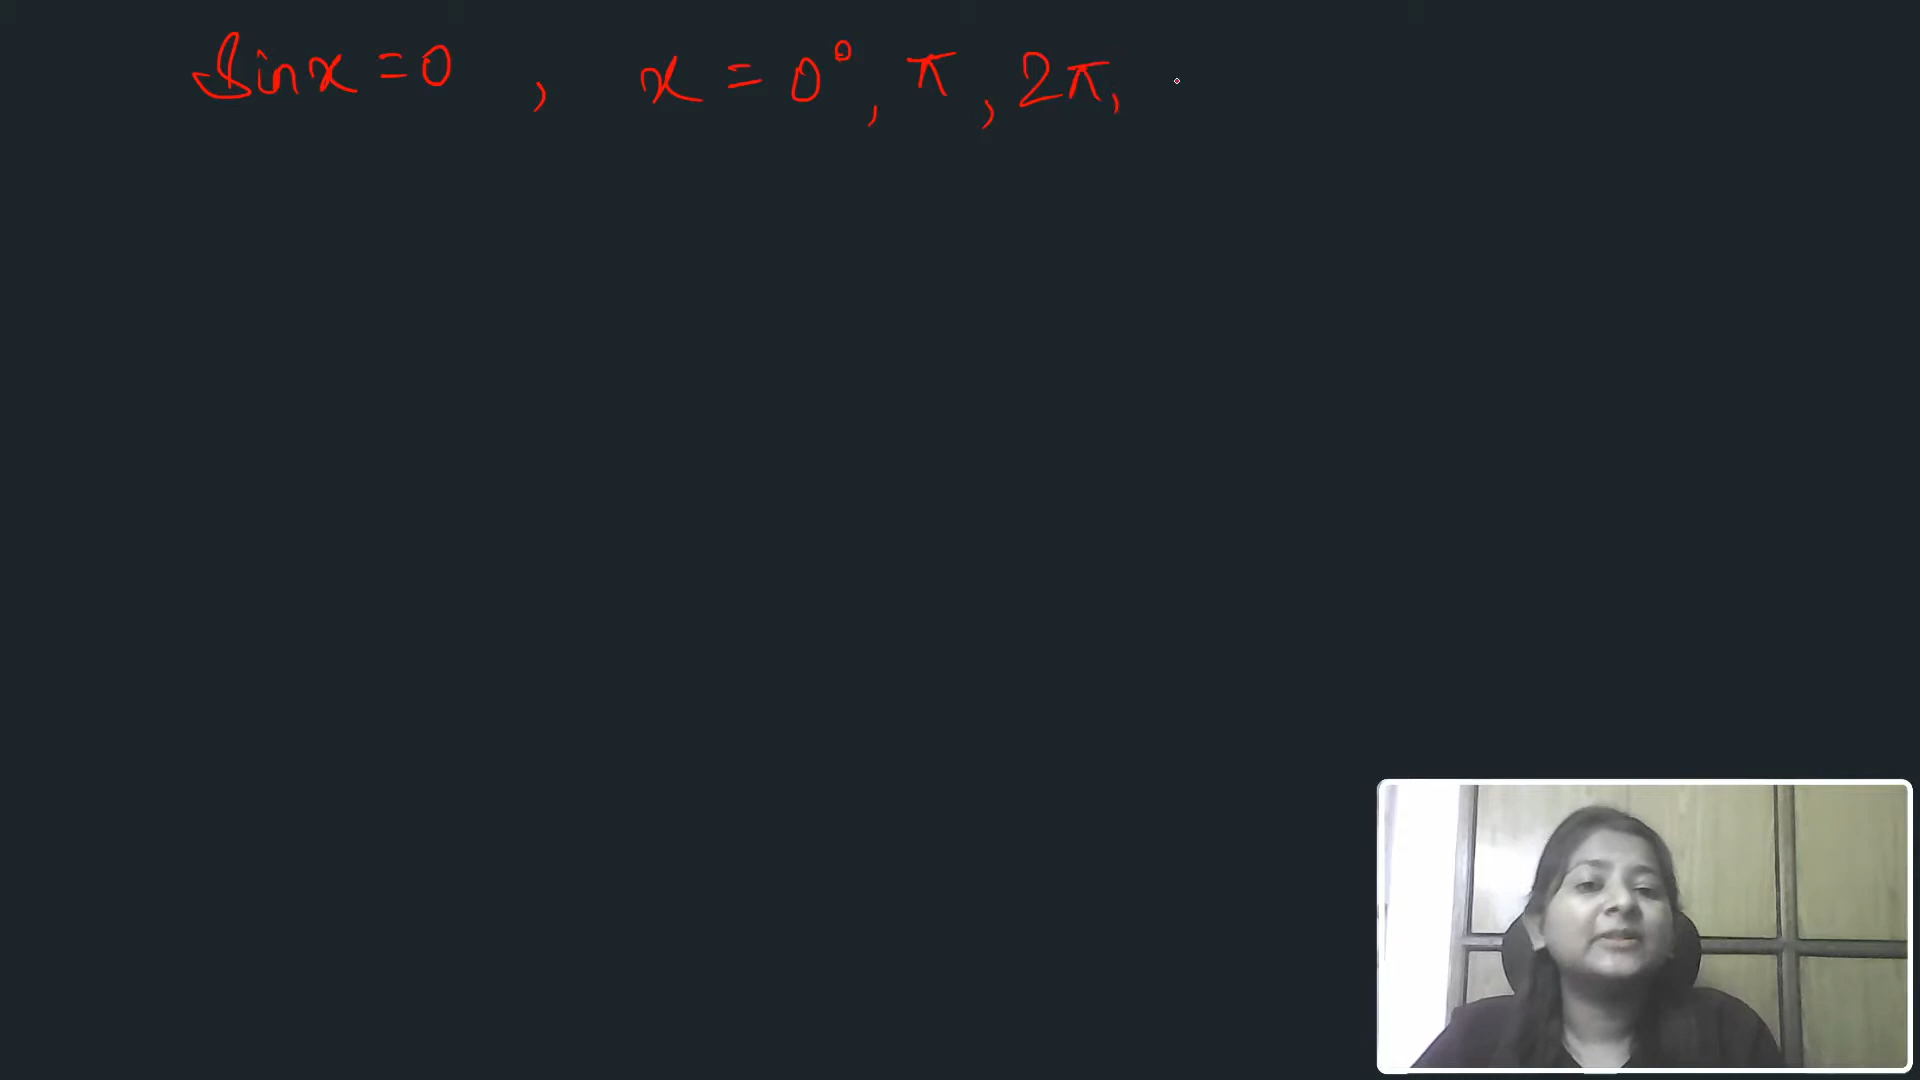 Sinx = 0 , x = 0°, π, 2π,